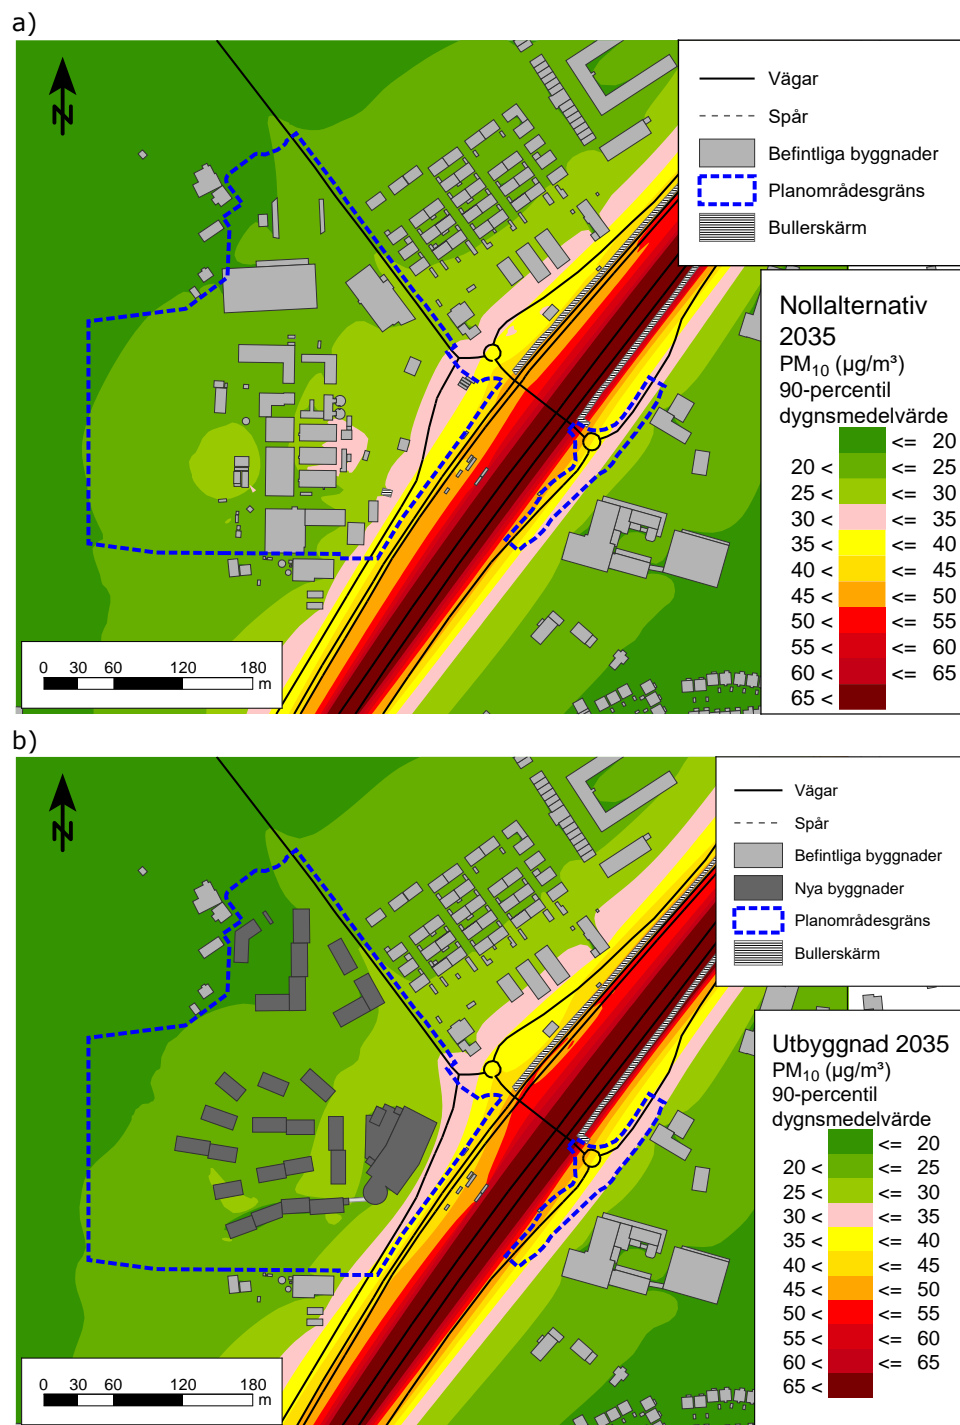 a)
N
Vägar
Spår
Befintliga byggnader
Planområdesgräns
Bullerskärm
Nollalternativ
2035
PM10 (µg/m³)
90-percentil
dygnsmedelvärde
<= 20
20 < <= 25
25 < <= 30
30 < <= 35
35 < <= 40
40 < <= 45
45 < <= 50
50 < <= 55
55 < <= 60
60 < <= 65
65 <
0 30 60 120 180
m
b)
N
Vägar
Spår
Befintliga byggnader
Nya byggnader
Planområdesgräns
Bullerskärm
Utbyggnad 2035
PM10 (µg/m³)
90-percentil
dygnsmedelvärde
<= 20
20 < <= 25
25 < <= 30
30 < <= 35
35 < <= 40
40 < <= 45
45 < <= 50
50 < <= 55
55 < <= 60
60 < <= 65
65 <
0 30 60 120 180
m